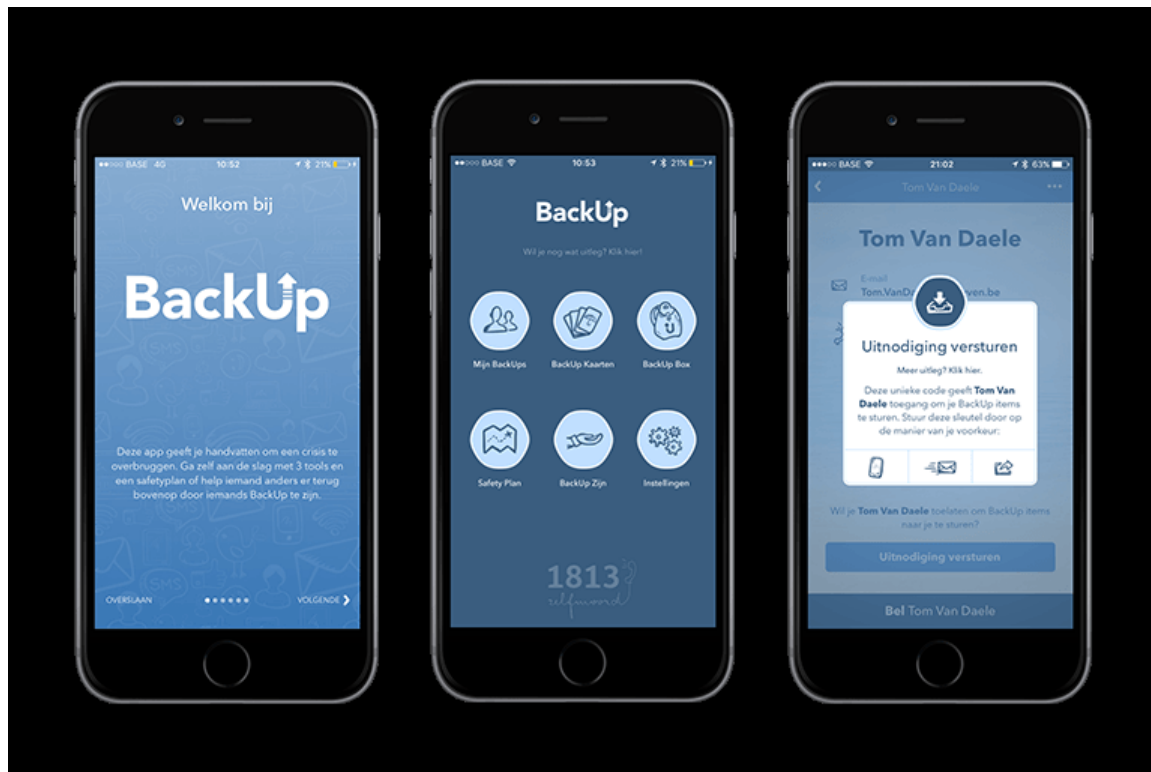 BASE 4G 10:52 21%
Welkom bij
BackUp
Deze app geeft je handvatten om een crisis te
overbruggen. Ga zelf aan de slag met 3 tools en
een safetyplan of help iemand anders er terug
bovenop door iemands BackUp te zijn.
OVERSLAAN VOLGENDE
BASE 10:53 21%
BackUp
Wil je nog wat uitleg? Klik hier!
Mijn BackUps BackUp Kaarten BackUp Box
Safety Plan BackUp Zijn Instellingen
1813
zelfmoord
BASE 21:02 63%
Tom Van Daele
Tom Van Daele
E-mail
Uitnodiging versturen
Meer uitleg? Klik hier.
Deze unieke code geeft Tom Van
Daele toegang om je BackUp items
te sturen. Stuur deze sleutel door op
de manier van je voorkeur:
Wil je Tom Van Daele toelaten om BackUp items
naar je te sturen?
Uitnodiging versturen
Bel Tom Van Daele